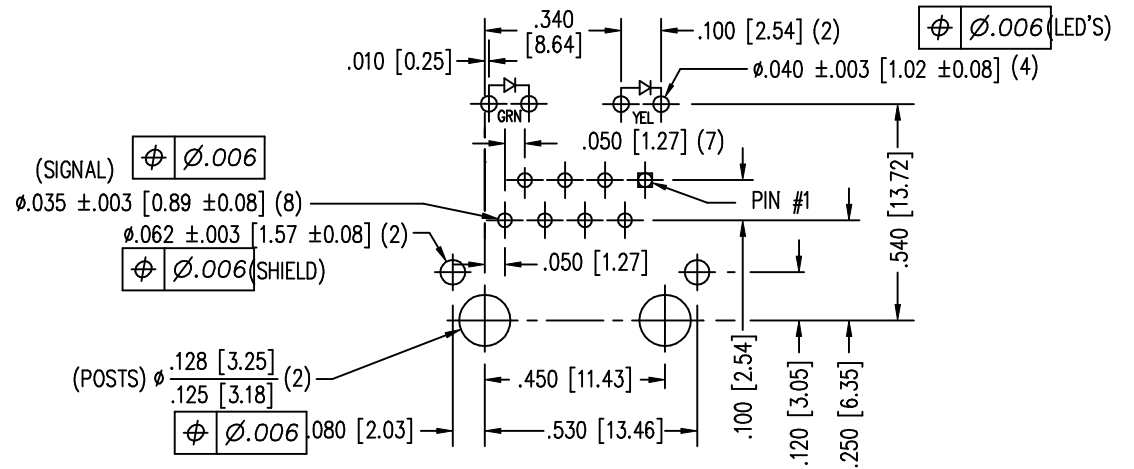 .340
[8.64]
.100 [2.54] (2)
⌖ Ø.006 (LED'S)
.010 [0.25]
Ø.040 ±.003 [1.02 ±0.08] (4)
GRN
YEL
.050 [1.27] (7)
⌖ Ø.006
(SIGNAL)
Ø.035 ±.003 [0.89 ±0.08] (8)
PIN #1
Ø.062 ±.003 [1.57 ±0.08] (2)
⌖ Ø.006 (SHIELD)
.050 [1.27]
.540 [13.72]
(POSTS) Ø .128 [3.25]
.125 [3.18] (2)
.450 [11.43]
.100 [2.54]
.120 [3.05]
.250 [6.35]
⌖ Ø.006
.080 [2.03]
.530 [13.46]